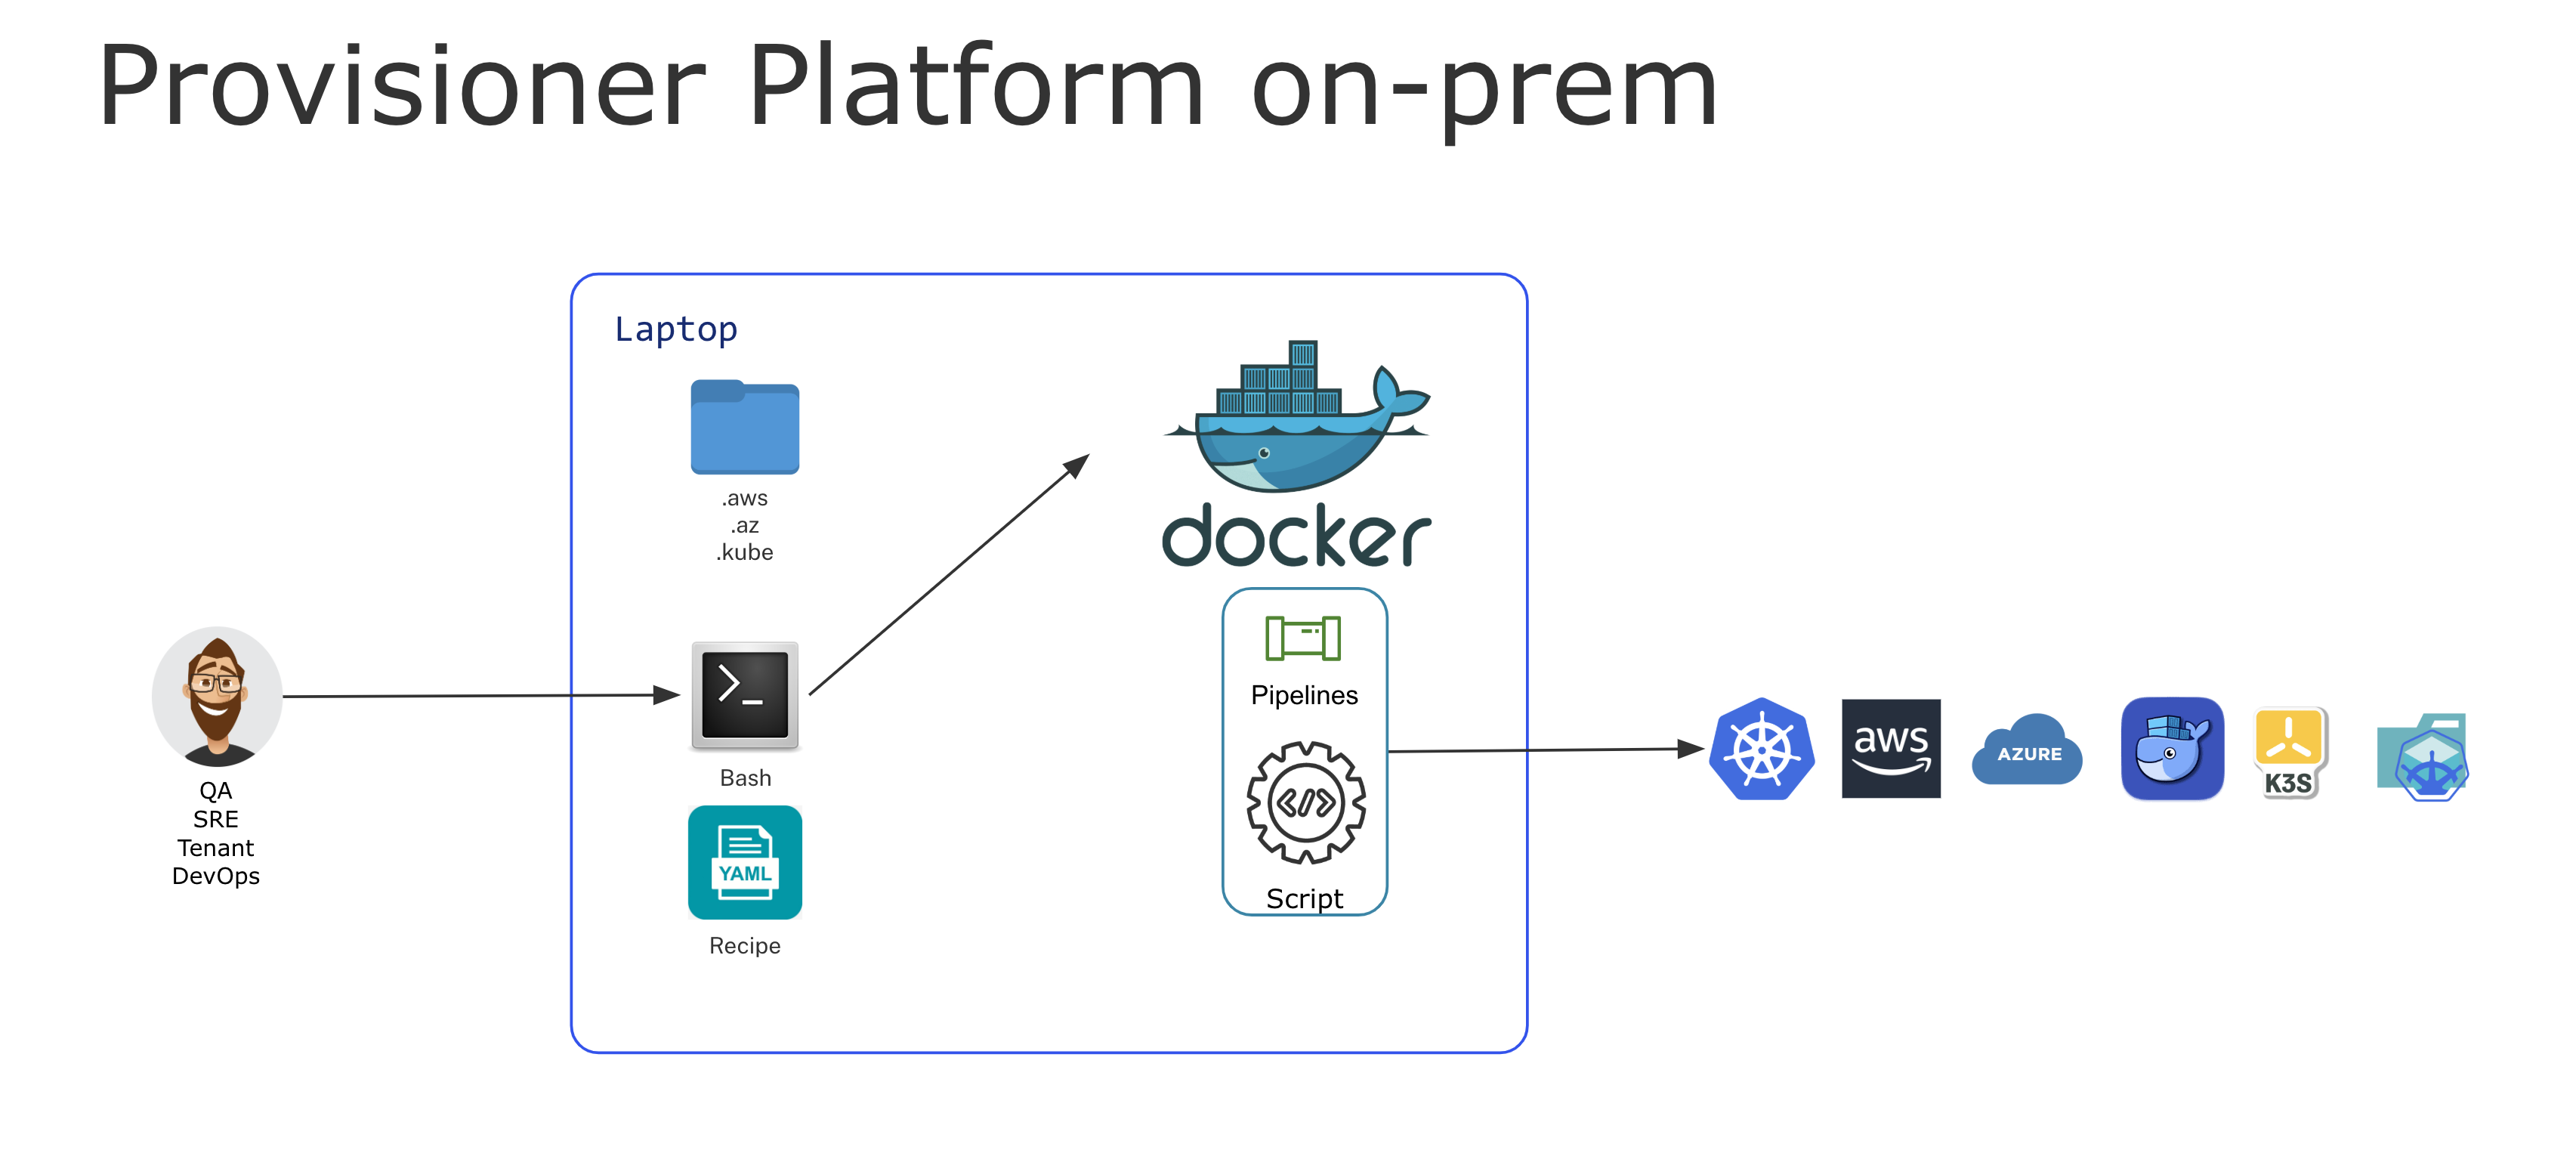 Provisioner Platform on-prem
Laptop
.aws
.az
.kube
docker
Pipelines
>_
Bash
</>
Script
YAML
Recipe
QA
SRE
Tenant
DevOps
aws
AZURE
K3S